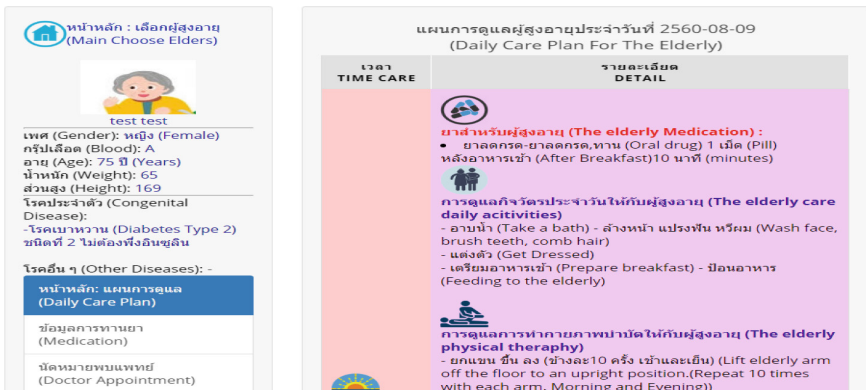 หน้าหลัก : เลือกผู้สูงอายุ
(Main Choose Elders)
test test
เพศ (Gender): หญิง (Female)
กรุ๊ปเลือด (Blood): A
อายุ (Age): 75 ปี (Years)
น้ำหนัก (Weight): 65
ส่วนสูง (Height): 169
โรคประจำตัว (Congenital
Disease):
-โรคเบาหวาน (Diabetes Type 2)
ชนิดที่ 2 ไม่ต้องพึ่งอินซูลิน
โรคอื่น ๆ (Other Diseases): -
หน้าหลัก: แผนการดูแล
(Daily Care Plan)
ข้อมูลการทานยา
(Medication)
นัดหมายพบแพทย์
(Doctor Appointment)
แผนการดูแลผู้สูงอายุประจำวันที่ 2560-08-09
(Daily Care Plan For The Elderly)
เวลา
TIME CARE
รายละเอียด
DETAIL
ยาสำหรับผู้สูงอายุ (The elderly Medication) :
• ยาลดกรด-ยาลดกรด,ทาน (Oral drug) 1 เม็ด (Pill)
หลังอาหารเช้า (After Breakfast)10 นาที (minutes)
การดูแลกิจวัตรประจำวันให้กับผู้สูงอายุ (The elderly care
daily acitivities)
- อาบน้ำ (Take a bath) - ล้างหน้า แปรงฟัน หวีผม (Wash face,
brush teeth, comb hair)
- แต่งตัว (Get Dressed)
- เตรียมอาหารเช้า (Prepare breakfast) - ป้อนอาหาร
(Feeding to the elderly)
การดูแลการทำกายภาพบำบัดให้กับผู้สูงอายุ (The elderly
physical theraphy)
- ยกแขน ขึ้น ลง (ข้างละ10 ครั้ง เช้าและเย็น) (Lift elderly arm
off the floor to an upright position.(Repeat 10 times
with each arm, Morning and Evening))